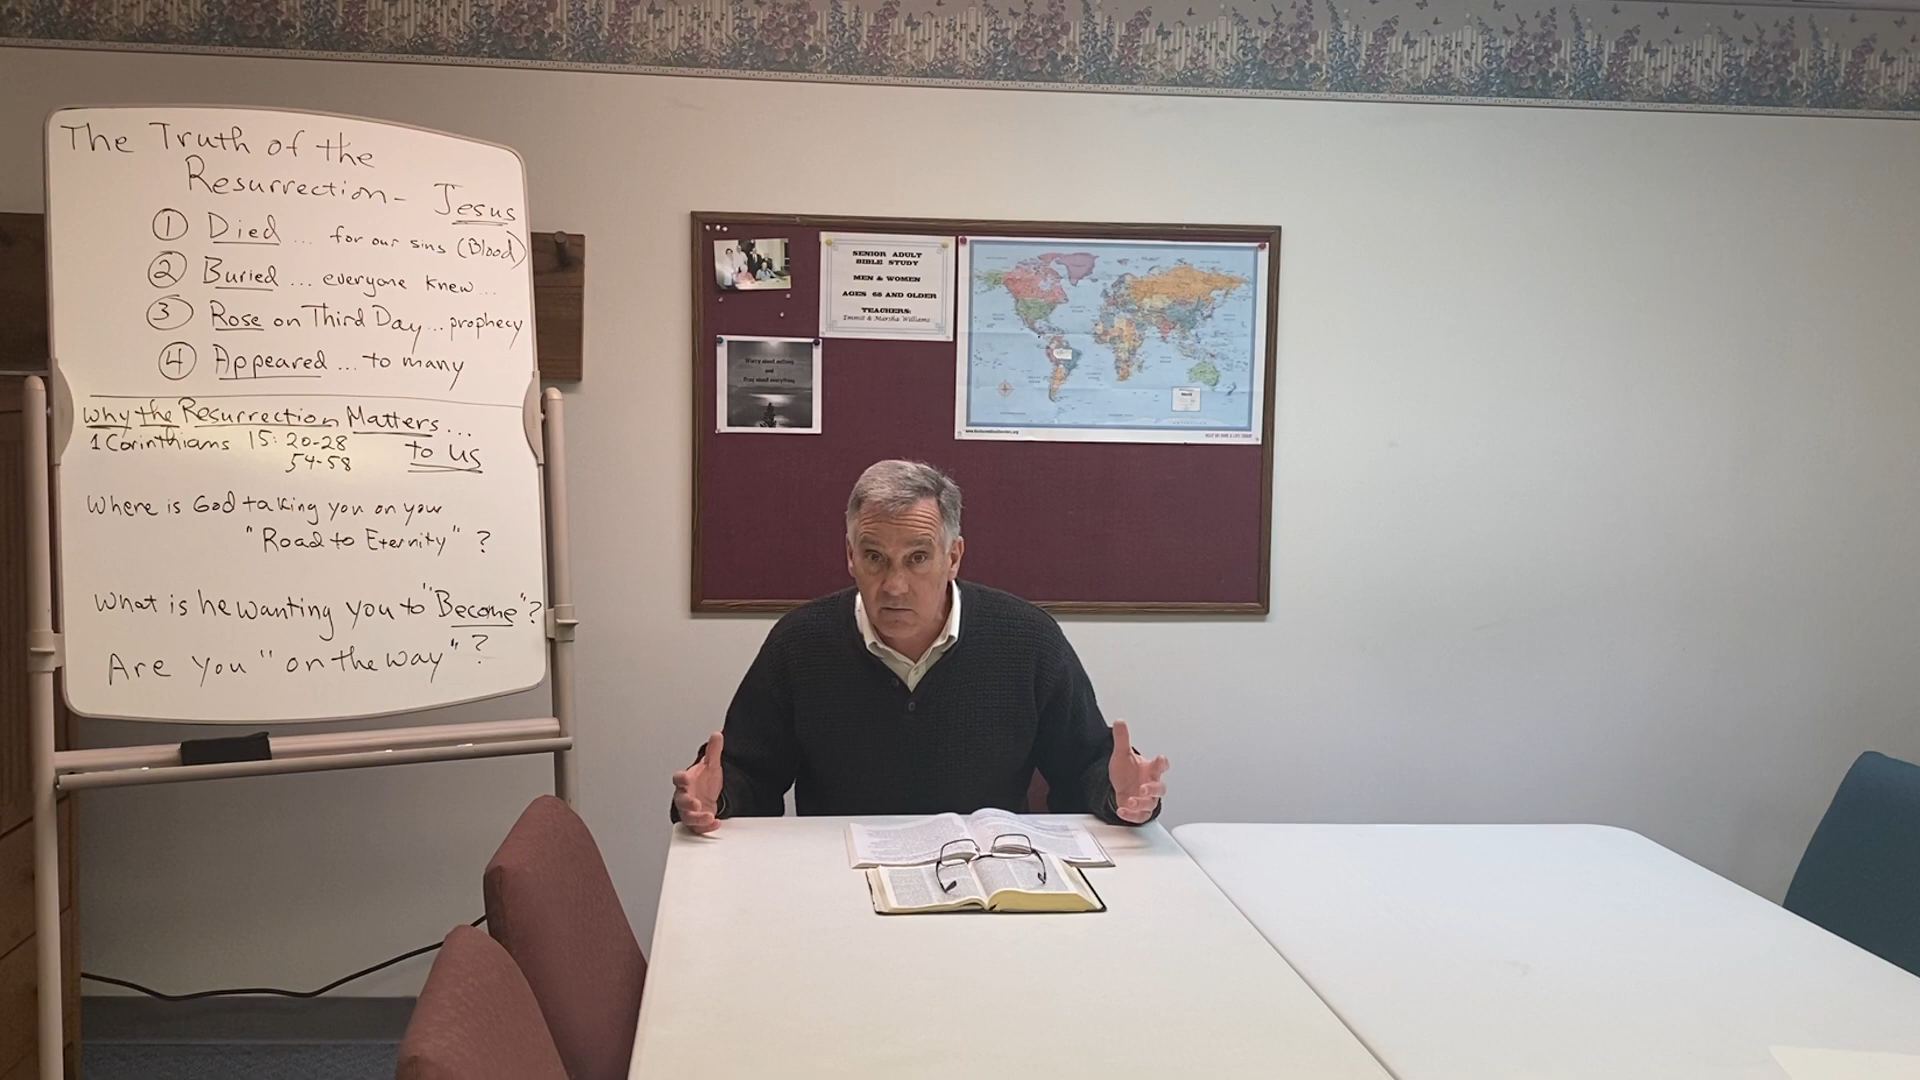 The Truth of the
Resurrection - Jesus
① Died ... for our sins (Blood)
② Buried ... everyone knew ...
③ Rose on Third Day ... prophecy
④ Appeared ... to many
Why the Resurrection Matters ...
1 Corinthians 15: 20-28
54-58
to us
Where is God taking you on your
"Road to Eternity" ?
What is he wanting you to "Become" ?
Are you "on the way" ?
SENIOR ADULT
BIBLE STUDY
MEN & WOMEN
AGES 68 AND OLDER
TEACHERS:
Emmit & Marsha Williams
Worry about nothing
and
Pray about everything